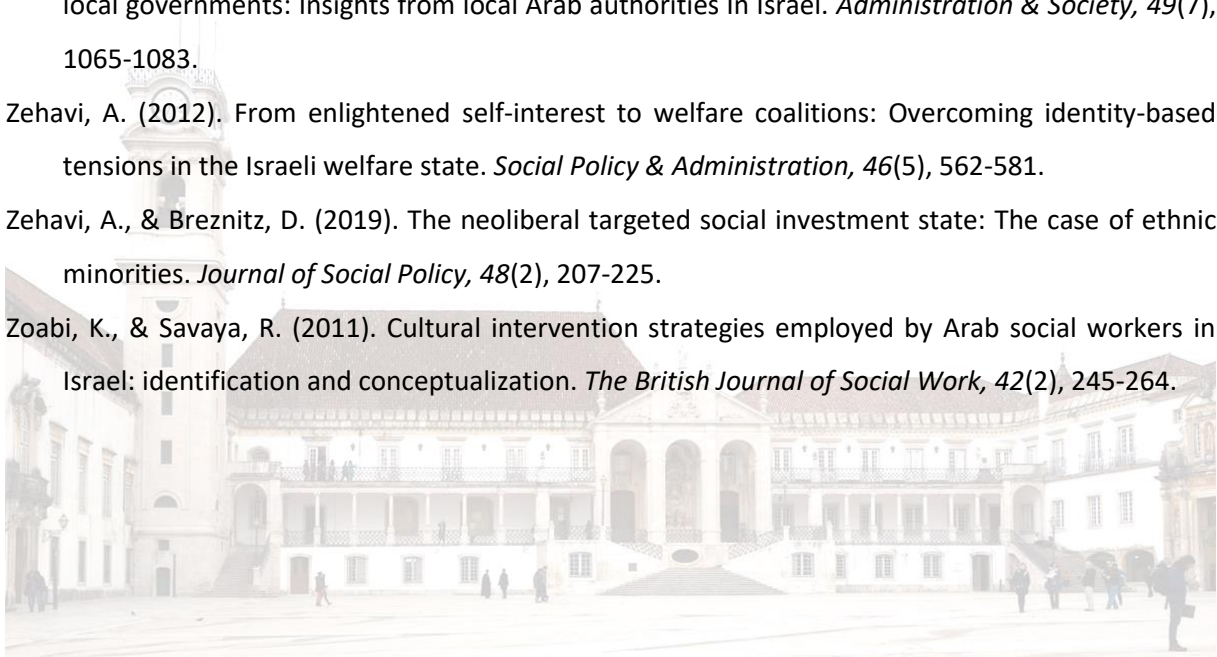 local governments: Insights from local Arab authorities in Israel. Administration & Society, 49(7),
1065-1083.
Zehavi, A. (2012). From enlightened self-interest to welfare coalitions: Overcoming identity-based
tensions in the Israeli welfare state. Social Policy & Administration, 46(5), 562-581.
Zehavi, A., & Breznitz, D. (2019). The neoliberal targeted social investment state: The case of ethnic
minorities. Journal of Social Policy, 48(2), 207-225.
Zoabi, K., & Savaya, R. (2011). Cultural intervention strategies employed by Arab social workers in
Israel: identification and conceptualization. The British Journal of Social Work, 42(2), 245-264.